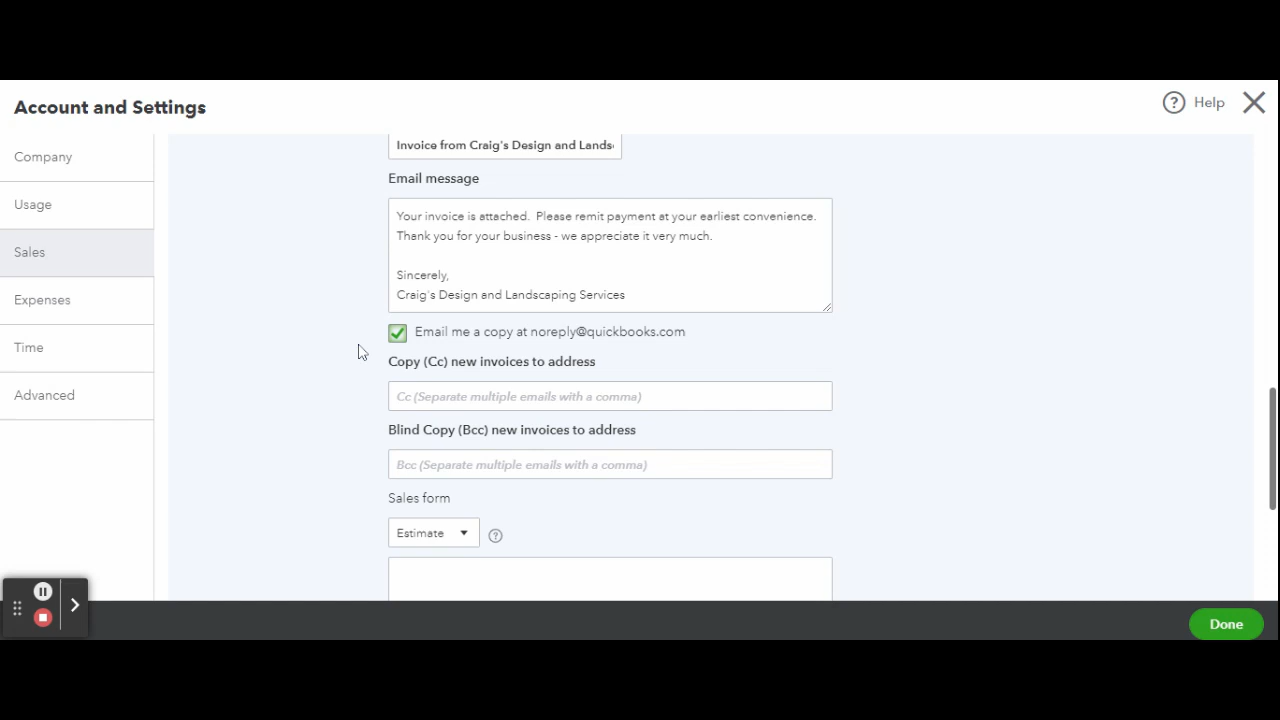 Account and Settings
Help
Company
Usage
Sales
Expenses
Time
Advanced
Invoice from Craig's Design and Lands
Email message
Your invoice is attached.  Please remit payment at your earliest convenience.
Thank you for your business - we appreciate it very much.
Sincerely,
Craig's Design and Landscaping Services
Email me a copy at noreply@quickbooks.com
Copy (Cc) new invoices to address
Cc (Separate multiple emails with a comma)
Blind Copy (Bcc) new invoices to address
Bcc (Separate multiple emails with a comma)
Sales form
Estimate
Done